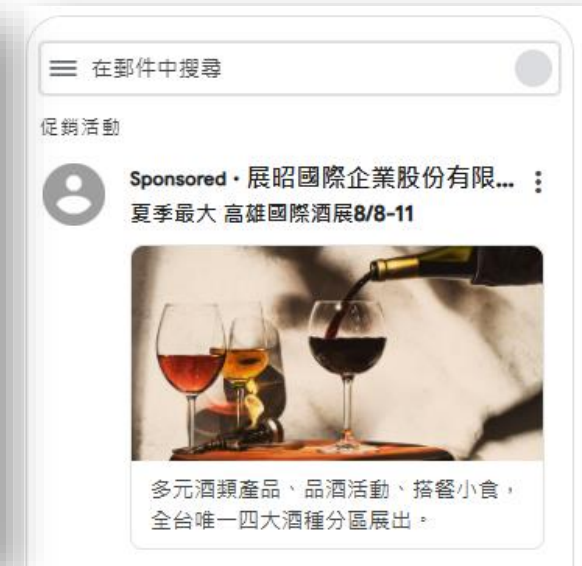 在郵件中搜尋
促銷活動
Sponsored・展昭國際企業股份有限...
夏季最大 高雄國際酒展8/8-11
多元酒類產品、品酒活動、搭餐小食，
全台唯一四大酒種分區展出。